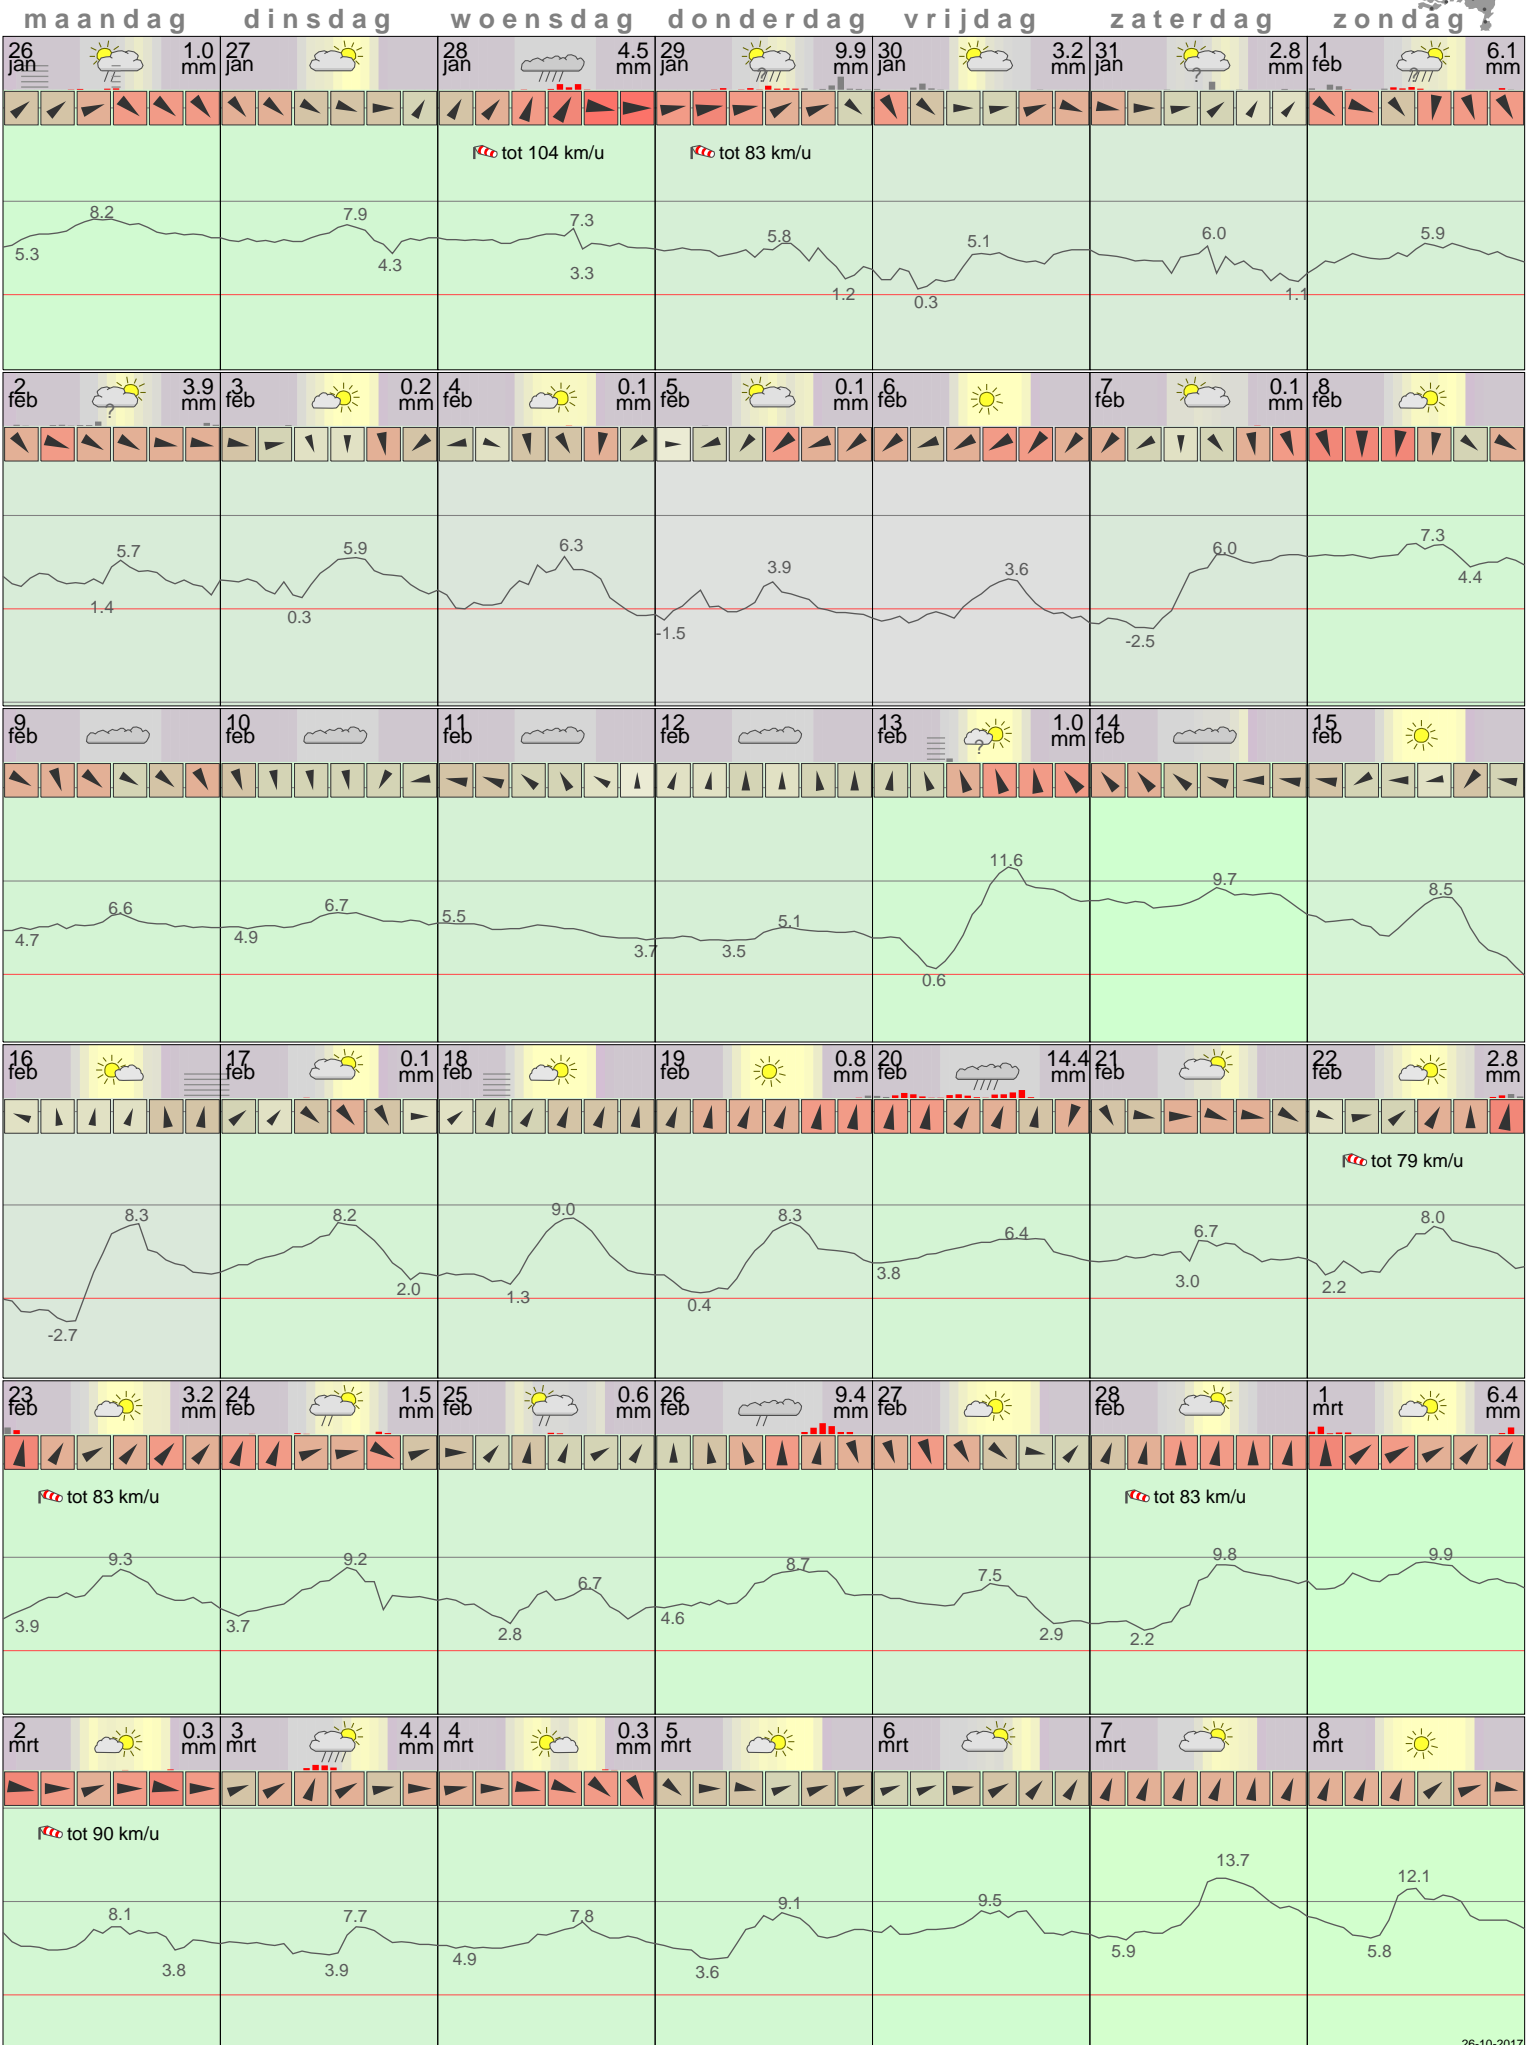 maandag dinsdag woensdag donderdag vrijdag zaterdag zondag
26 jan 1.0 mm 27 jan 28 jan 4.5 mm 29 jan ? 9.9 mm 30 jan 3.2 mm 31 jan ? 2.8 mm 1 feb ? 6.1 mm
tot 104 km/u tot 83 km/u
8.2 7.9 7.3 5.8 5.1 6.0 5.9
5.3 4.3 3.3 1.2 0.3 1.1
2 feb ? 3.9 mm 3 feb 0.2 mm 4 feb 0.1 mm 5 feb 0.1 mm 6 feb 7 feb 0.1 mm 8 feb
5.7 5.9 6.3 3.9 3.6 6.0 7.3
1.4 0.3 -1.5 -2.5 4.4
9 feb 10 feb 11 feb 12 feb 13 feb ? 1.0 mm 14 feb 15 feb
6.6 6.7 5.5 5.1 11.6 9.7 8.5
4.7 4.9 3.7 3.5 0.6
16 feb 17 feb 0.1 mm 18 feb 19 feb 0.8 mm 20 feb 14.4 mm 21 feb 22 feb 2.8 mm
tot 79 km/u
8.3 8.2 9.0 8.3 6.4 6.7 8.0
-2.7 2.0 1.3 0.4 3.8 3.0 2.2
23 feb 3.2 mm 24 feb 1.5 mm 25 feb 0.6 mm 26 feb 9.4 mm 27 feb 28 feb 1 mrt 6.4 mm
tot 83 km/u tot 83 km/u
9.3 9.2 6.7 8.7 7.5 9.8 9.9
3.9 3.7 2.8 4.6 2.9 2.2
2 mrt 0.3 mm 3 mrt 4.4 mm 4 mrt 0.3 mm 5 mrt 6 mrt 7 mrt 8 mrt
tot 90 km/u
8.1 7.7 7.8 9.1 9.5 13.7 12.1
3.8 3.9 4.9 3.6 5.9 5.8
26-10-2017